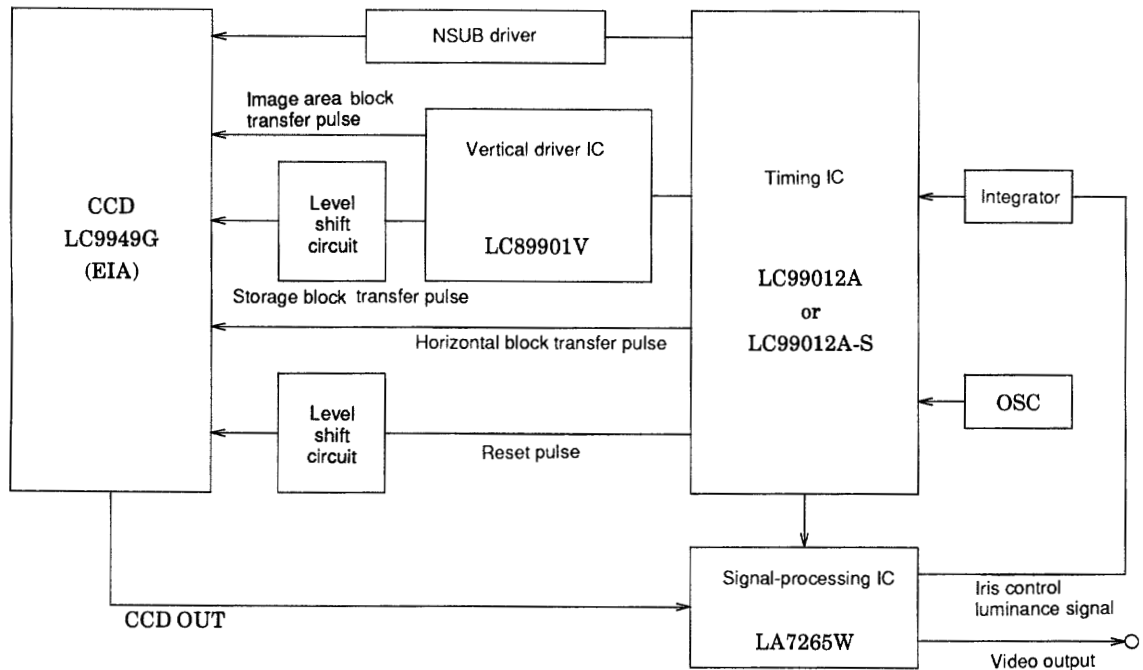 NSUB driver
Image area block
transfer pulse
Vertical driver IC
LC89901V
Level
shift
circuit
Storage block transfer pulse
CCD
LC9949G
(EIA)
Timing IC
LC99012A
or
LC99012A-S
Integrator
Horizontal block transfer pulse
OSC
Level
shift
circuit
Reset pulse
Signal-processing IC
LA7265W
Iris control
luminance signal
CCD OUT
Video output